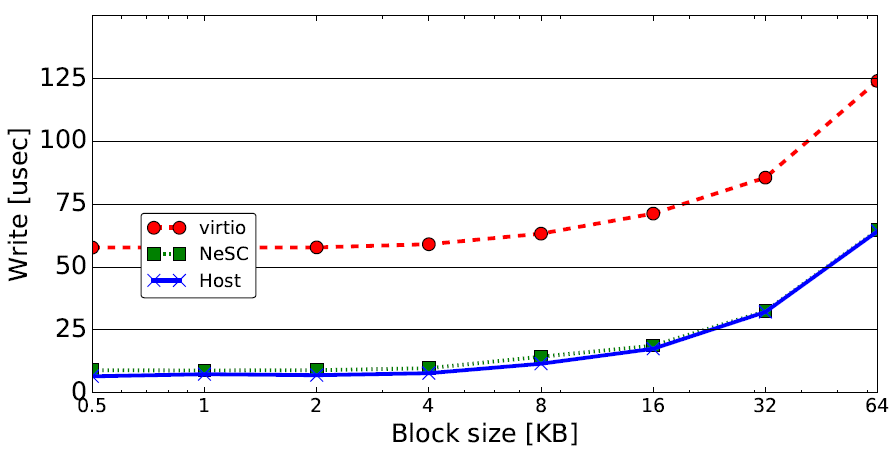 Write [usec]
125
100
75
50
25
0
virtio
NeSC
Host
0.5 1 2 4 8 16 32 64
Block size [KB]